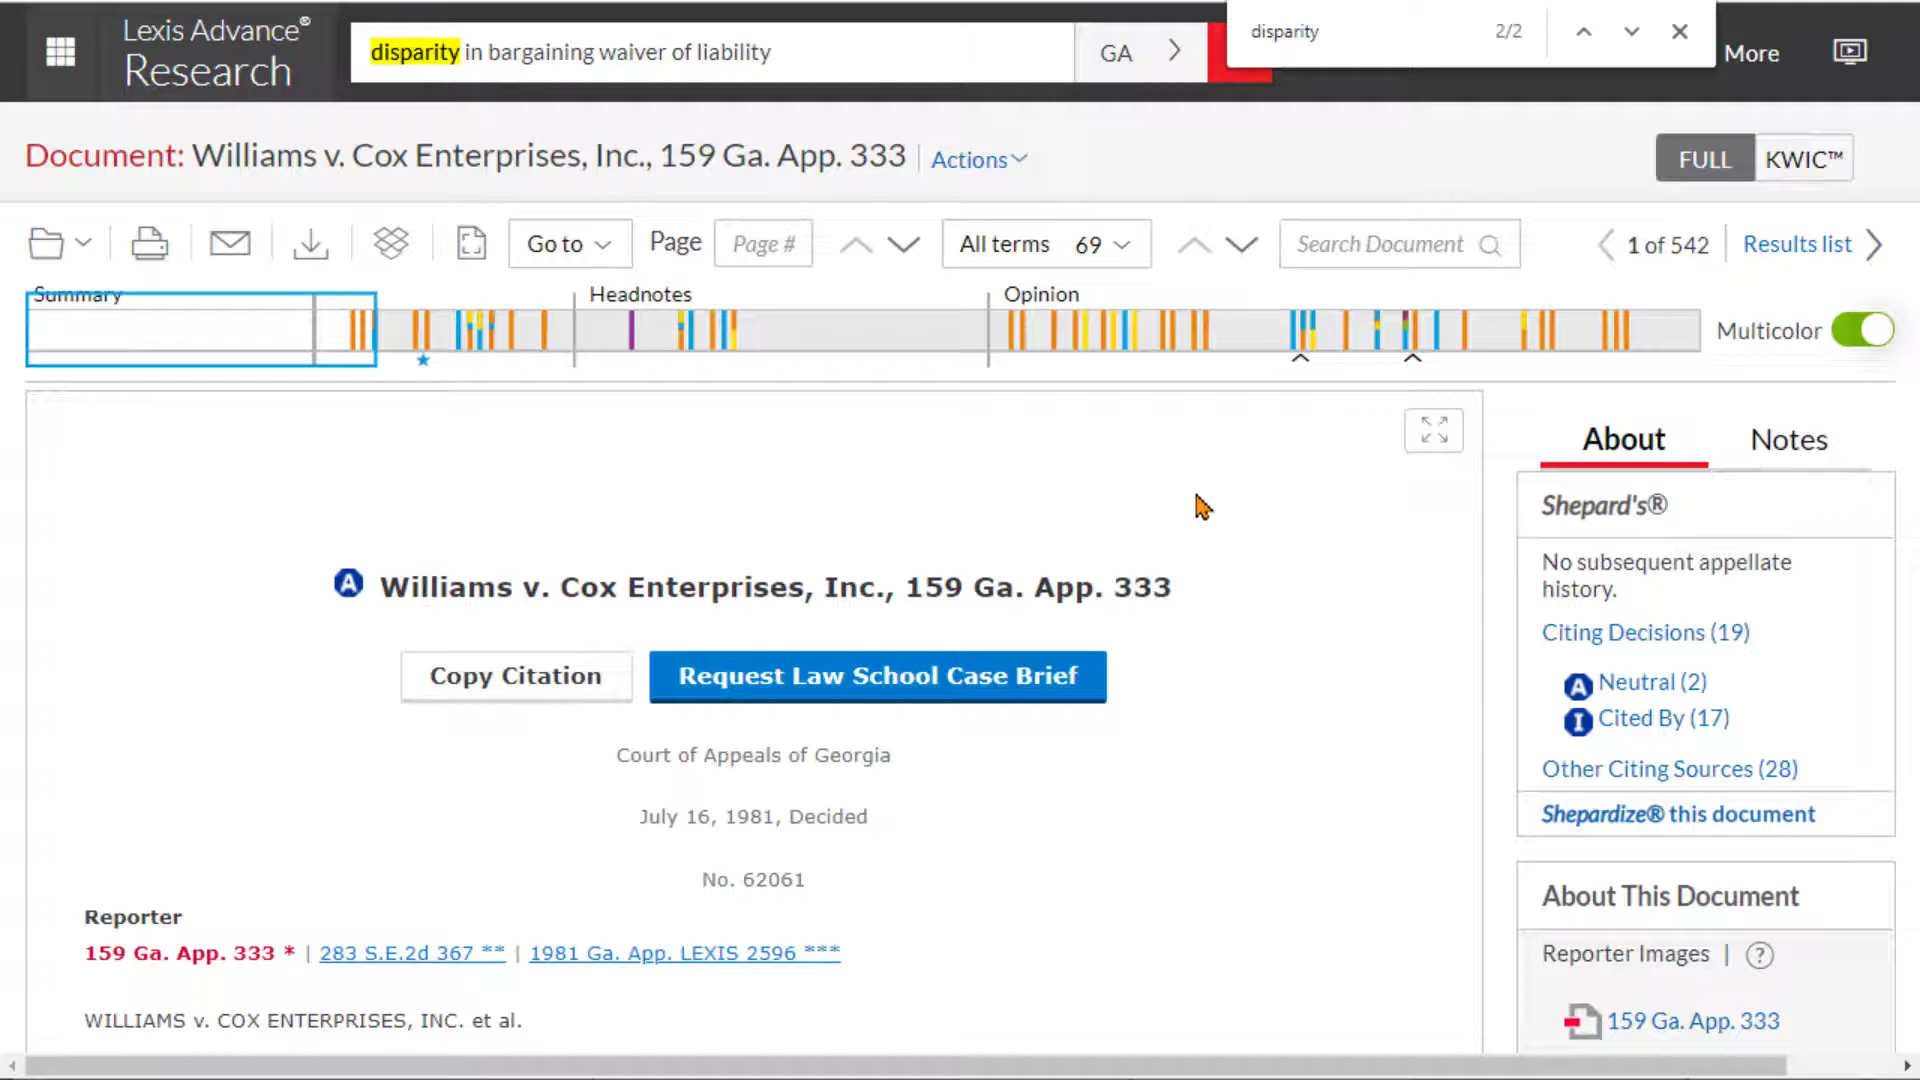 Lexis Advance®
Research
disparity in bargaining waiver of liability
GA
disparity
2/2
More
Document: Williams v. Cox Enterprises, Inc., 159 Ga. App. 333
Actions
FULL
KWIC™
Go to
Page
Page #
All terms 69
Search Document
1 of 542
Results list
Summary
Headnotes
Opinion
Multicolor
About
Notes
Shepard's®
No subsequent appellate
history.
Citing Decisions (19)
A Neutral (2)
I Cited By (17)
Other Citing Sources (28)
Shepardize® this document
About This Document
Reporter Images | ?
159 Ga. App. 333
A Williams v. Cox Enterprises, Inc., 159 Ga. App. 333
Copy Citation
Request Law School Case Brief
Court of Appeals of Georgia
July 16, 1981, Decided
No. 62061
Reporter
159 Ga. App. 333 * | 283 S.E.2d 367 ** | 1981 Ga. App. LEXIS 2596 ***
WILLIAMS v. COX ENTERPRISES, INC. et al.